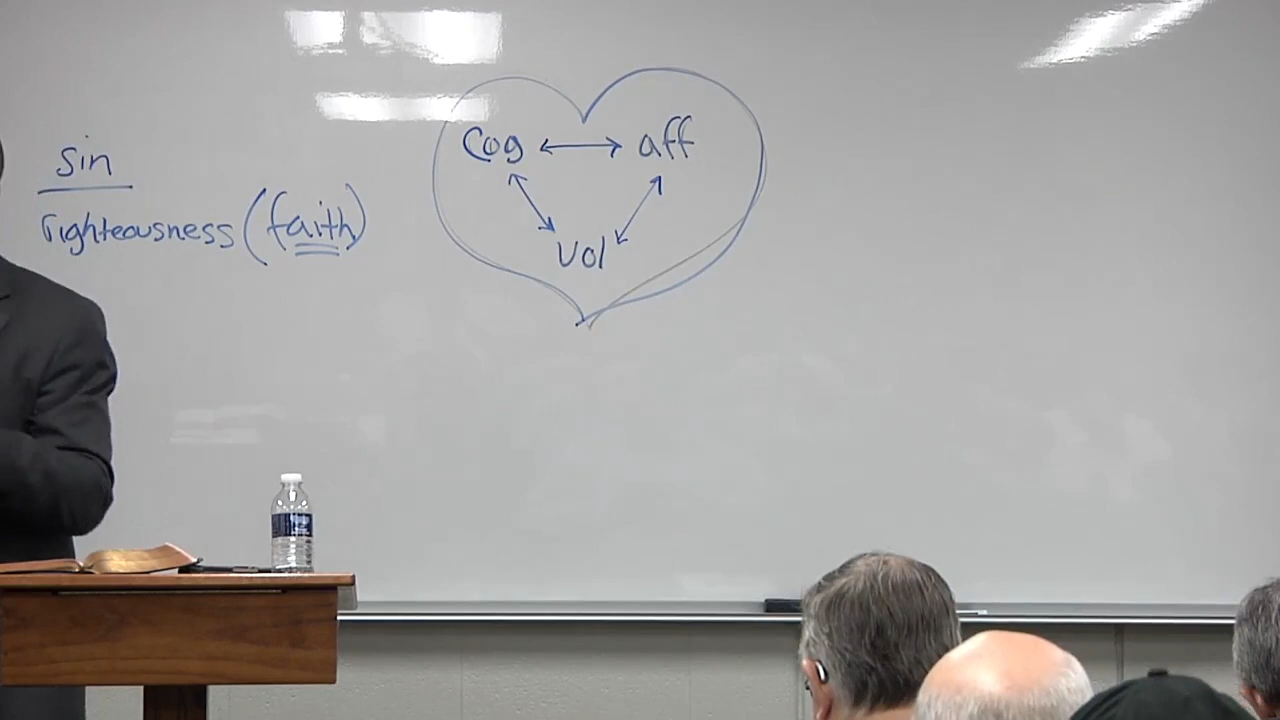 sin
righteousness (faith)
Cog ↔ aff
vol